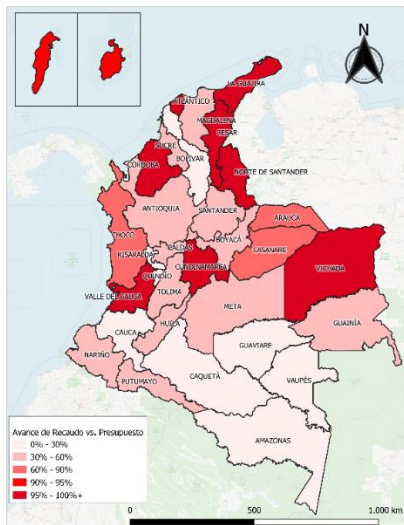 N
LA GUAJIRA
ATLÁNTICO
MAGDALENA
CESAR
SUCRE
BOLÍVAR
CÓRDOBA
NORTE DE SANTANDER
ANTIOQUIA
SANTANDER
ARAUCA
CHOCÓ
BOYACÁ
RISARALDA
CALDAS
CASANARE
CUNDINAMARCA
VICHADA
QUINDÍO
VALLE DEL CAUCA
TOLIMA
META
GUAINÍA
HUILA
CAUCA
GUAVIARE
NARIÑO
CAQUETÁ
VAUPÉS
PUTUMAYO
AMAZONAS
Avance de Recaudo vs. Presupuesto
0% - 30%
30% - 60%
60% - 90%
90% - 95%
95% - 100%+
0 500 1.000 km